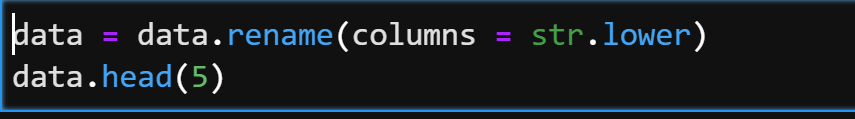 data = data.rename(columns = str.lower)
data.head(5)